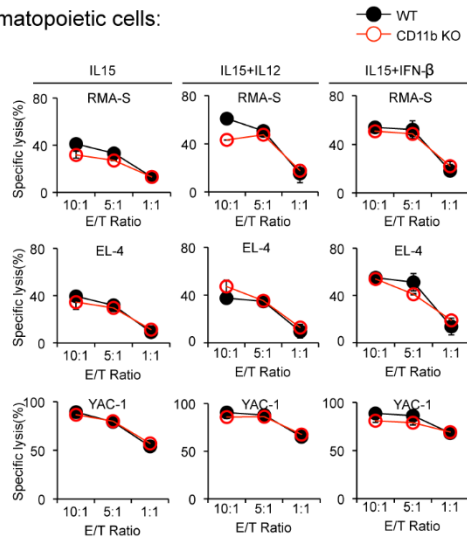 matopoietic cells:
WT
CD11b KO
IL15 IL15+IL12 IL15+IFN-β
RMA-S RMA-S RMA-S
Specific lysis(%)
80 80 80
40 40 40
0 0 0
10:1 5:1 1:1 10:1 5:1 1:1 10:1 5:1 1:1
E/T Ratio E/T Ratio E/T Ratio
EL-4 EL-4 EL-4
Specific lysis(%)
80 80 80
40 40 40
0 0 0
10:1 5:1 1:1 10:1 5:1 1:1 10:1 5:1 1:1
E/T Ratio E/T Ratio E/T Ratio
YAC-1 YAC-1 YAC-1
Specific lysis(%)
100 100 100
50 50 50
0 0 0
10:1 5:1 1:1 10:1 5:1 1:1 10:1 5:1 1:1
E/T Ratio E/T Ratio E/T Ratio